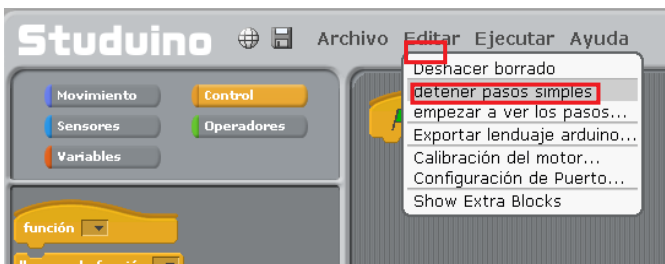 Studuino Archivo Editar Ejecutar Ayuda
Deshacer borrado
detener pasos simples
empezar a ver los pasos...
Exportar lenduaje arduino...
Calibración del motor...
Configuración de Puerto...
Show Extra Blocks
Movimiento Control
Sensores Operadores
Variables
función